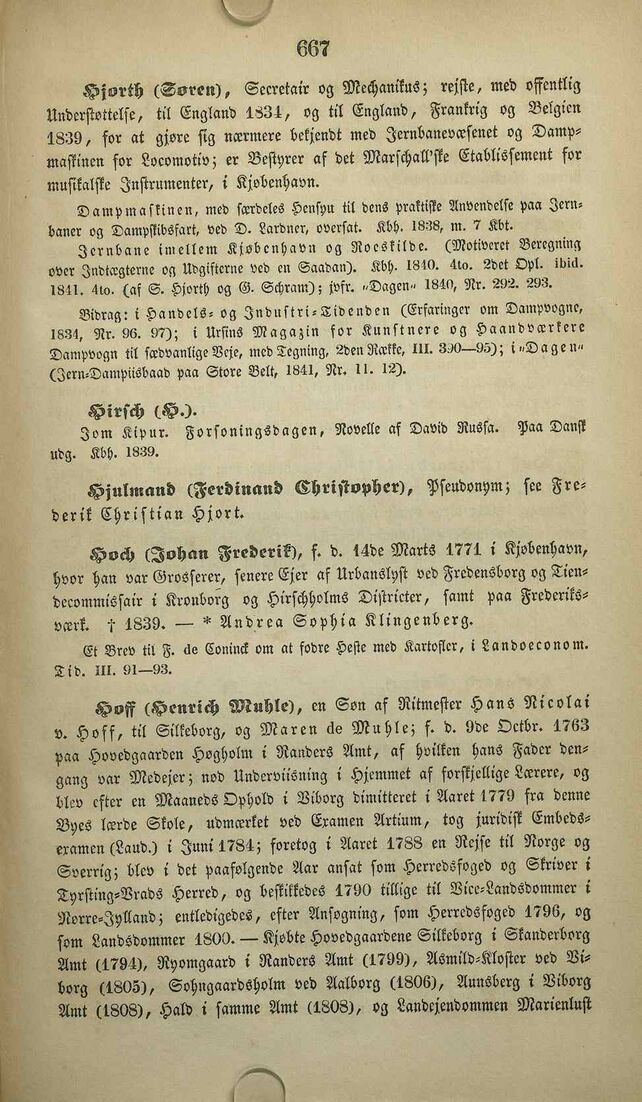 667
Hjorth (Søren), Secretair og Mechanikus; rejste, med offentlig
Understøttelse, til England 1834, og til England, Frankrig og Belgien
1839, for at gjøre sig nærmere bekjendt med Jernbanevæsenet og Damp-
maskinen for Locomotiv; er Bestyrer af det Marschall'ske Etablissement for
musikalske Instrumenter, i Kjøbenhavn.
Dampmaskinen, med særdeles Hensyn til dens praktiske Anvendelse paa Jern-
baner og Dampskibsfart, ved D. Lardner, oversat. Kbh. 1838, m. 7 Kbt.
Jernbane imellem Kjøbenhavn og Roeskilde. (Motiveret Beregning
over Indtægterne og Udgifterne ved en Saadan). Kbh. 1840. 4to. 2det Opl. ibid.
1841. 4to. (af S. Hjorth og G. Schram); jvfr. „Dagen“ 1840, Nr. 292. 293.
Bidrag: i Handels- og Industri-Tidenden (Erfaringer om Dampvogne,
1834, Nr. 96. 97); i Ursins Magazin for Kunstnere og Haandværkere
Dampvogn til sædvanlige Veje, med Tegning, 2den Række, III. 390—95); i „Dagen“
(Jern-Dampiisbaad paa Store Belt, 1841, Nr. 11. 12).
Hirsch (H.).
Jom Kipur. Forsoningsdagen, Novelle af David Russa. Paa Dansk
udg. Kbh. 1839.
Hjulmand (Ferdinand Christopher), Pseudonym; see Fre-
derik Christian Hjort.
Hoch (Johan Frederik), f. d. 14de Marts 1771 i Kjøbenhavn,
hvor han var Grosserer, senere Ejer af Urbanslyst ved Fredensborg og Tien-
decommissair i Kronborg og Hirschholms Districter, samt paa Frederiks-
værk. † 1839. — * Andrea Sophia Klingenberg.
Et Brev til F. de Coninck om at fodre Heste med Kartofler, i Landoeconom.
Tid. III. 91—93.
Hoff (Henrich Muhle), en Søn af Ritmester Hans Nicolai
v. Hoff, til Silkeborg, og Maren de Muhle; f. d. 9de Octbr. 1763
paa Hovedgaarden Høgholm i Randers Amt, af hvilken hans Fader den-
gang var Medejer; nød Underviisning i Hjemmet af forskjellige Lærere, og
blev efter en Maaneds Ophold i Viborg dimitteret i Aaret 1779 fra denne
Byes lærde Skole, udmærket ved Examen Artium, tog juridisk Embeds-
examen (Laud.) i Juni 1784; foretog i Aaret 1788 en Rejse til Norge og
Sverrig; blev i det paafølgende Aar ansat som Herredsfoged og Skriver i
Tyrsting-Vrads Herred, og beskikkedes 1790 tillige til Vice-Landsdommer i
Nørre-Jylland; entledigedes, efter Ansøgning, som Herredsfoged 1796, og
som Landsdommer 1800. — Kjøbte Hovedgaardene Silkeborg i Skanderborg
Amt (1794), Ryomgaard i Randers Amt (1799), Asmild-Kloster ved Vi-
borg (1805), Sohngaardsholm ved Aalborg (1806), Aunsberg i Viborg
Amt (1808), Hald i samme Amt (1808), og Landejendommen Marienlust